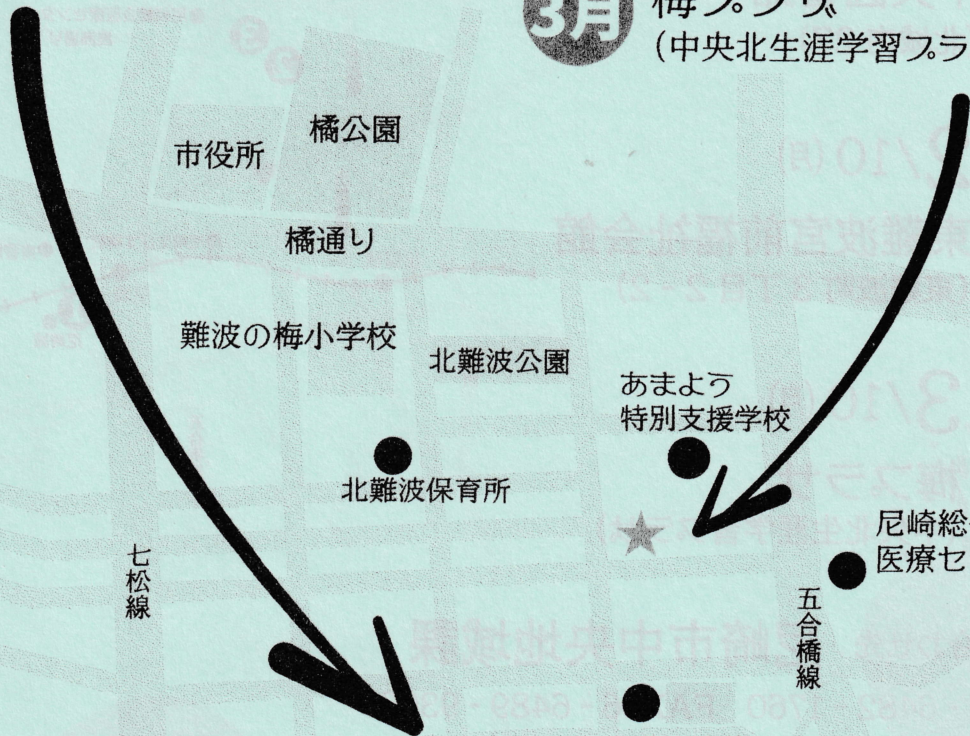 3月
梅プラザ
(中央北生涯学習プラ
市役所
橘公園
橘通り
難波の梅小学校
北難波公園
あまよう
特別支援学校
北難波保育所
尼崎総
医療セ
七松線
五合橋線